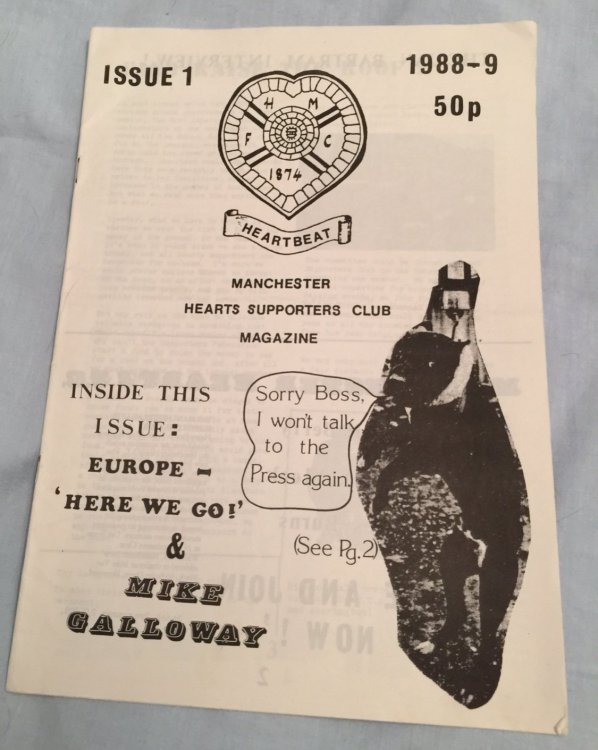 ISSUE 1
1988-9
50p
H M
F C
1874
HEARTBEAT
MANCHESTER
HEARTS SUPPORTERS CLUB
MAGAZINE
INSIDE THIS
ISSUE:
EUROPE -
'HERE WE GO!'
&
MIKE
GALLOWAY
Sorry Boss,
I won't talk
to the
Press again.
(See Pg.2)